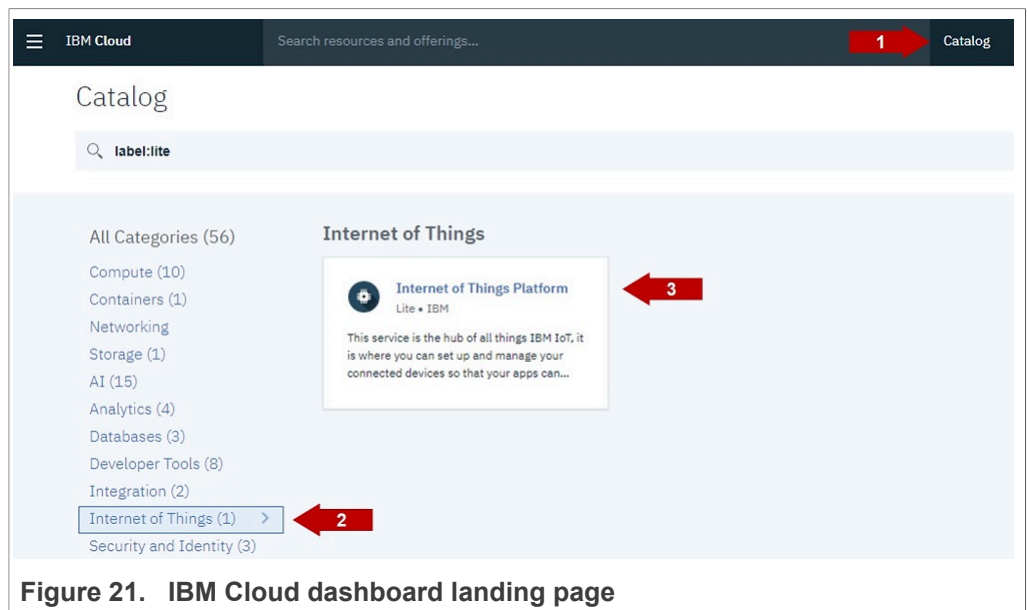 IBM Cloud
Search resources and offerings...
1
Catalog
Catalog
label:lite
All Categories (56)
Compute (10)
Containers (1)
Networking
Storage (1)
AI (15)
Analytics (4)
Databases (3)
Developer Tools (8)
Integration (2)
Internet of Things (1) >
2
Security and Identity (3)
Internet of Things
Internet of Things Platform
Lite • IBM
This service is the hub of all things IBM IoT, it
is where you can set up and manage your
connected devices so that your apps can...
3
Figure 21. IBM Cloud dashboard landing page